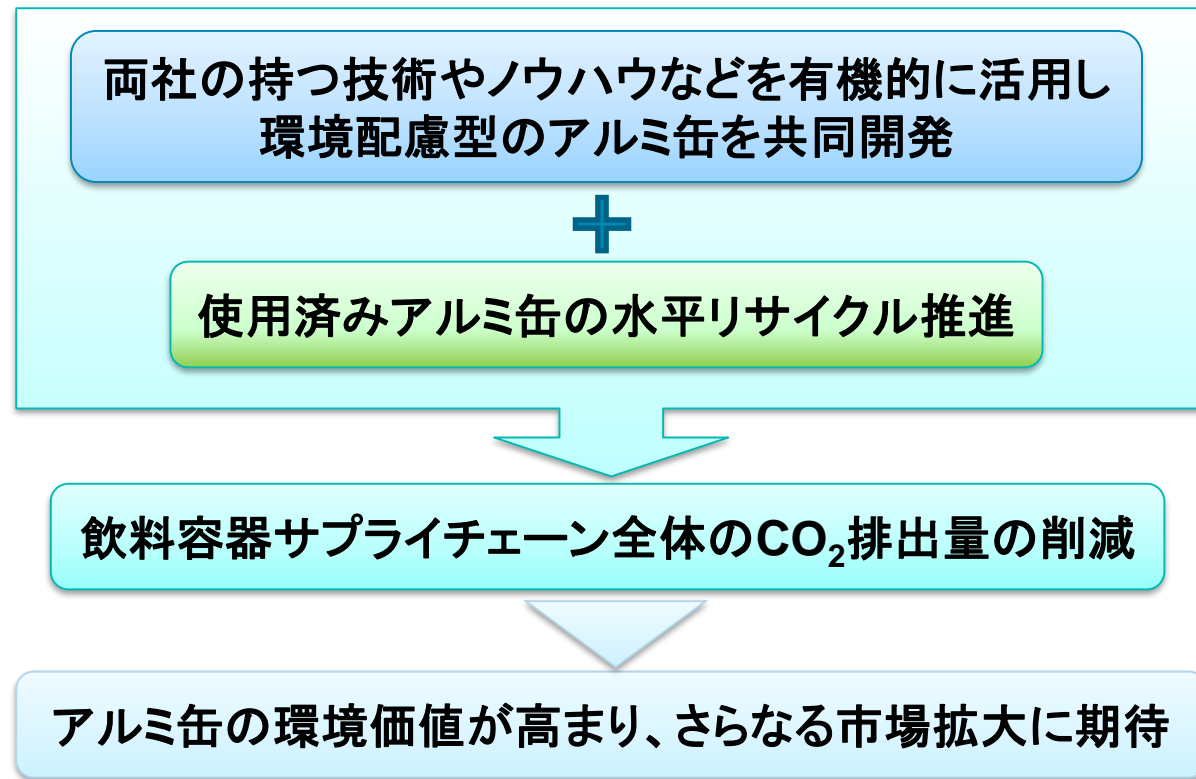 両社の持つ技術やノウハウなどを有機的に活用し
環境配慮型のアルミ缶を共同開発
使用済みアルミ缶の水平リサイクル推進
飲料容器サプライチェーン全体のCO₂排出量の削減
アルミ缶の環境価値が高まり、さらなる市場拡大に期待